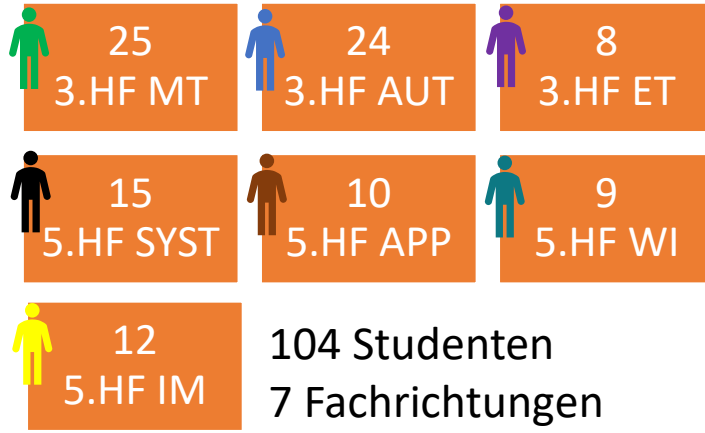 25
3.HF MT
24
3.HF AUT
8
3.HF ET
15
5.HF SYST
10
5.HF APP
9
5.HF WI
12
5.HF IM
104 Studenten
7 Fachrichtungen